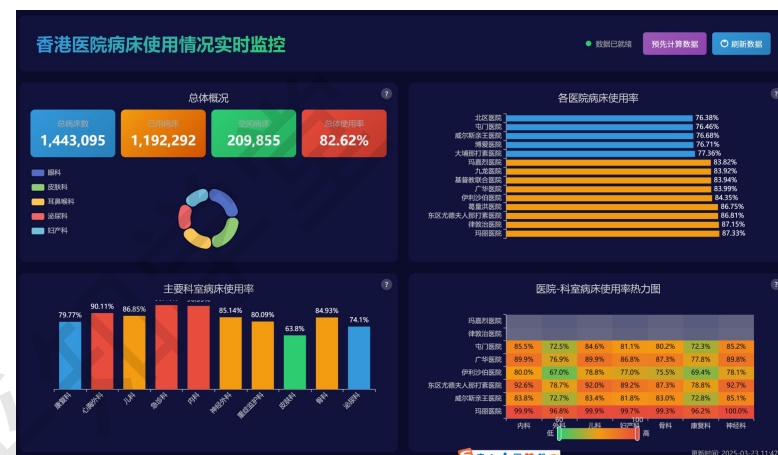 香港医院病床使用情况实时监控
数据已就绪
预先计算数据
刷新数据
总体概况
?
总病床数
1,443,095
已用病床
1,192,292
空闲病床
209,855
总体使用率
82.62%
眼科
皮肤科
耳鼻喉科
泌尿科
妇产科
各医院病床使用率
?
北区医院 76.38%
屯门医院 76.46%
威尔斯亲王医院 76.68%
博爱医院 76.71%
大埔那打素医院 77.36%
玛嘉烈医院 83.82%
九龙医院 83.92%
基督教联合医院 83.94%
广华医院 83.99%
伊利沙伯医院 84.35%
葛量洪医院 86.75%
东区尤德夫人那打素医院 86.81%
律敦治医院 87.15%
玛丽医院 87.33%
主要科室病床使用率
?
79.77% 90.11% 86.85% 85.14% 80.09% 63.8% 84.93% 74.1%
康复科 心胸外科 儿科 急诊科 内科 神经外科 重症监护科 皮肤科 骨科 泌尿科
医院-科室病床使用率热力图
?
玛嘉烈医院
律敦治医院
屯门医院 85.5% 72.5% 84.6% 81.1% 80.2% 72.3% 85.2%
广华医院 89.9% 76.9% 89.9% 86.8% 87.3% 77.8% 89.8%
伊利沙伯医院 80.0% 67.0% 78.8% 77.0% 75.5% 69.4% 78.1%
东区尤德夫人那打素医院 92.6% 78.7% 92.0% 89.2% 87.3% 78.8% 92.7%
威尔斯亲王医院 83.8% 72.7% 83.4% 81.8% 83.0% 72.8% 85.1%
玛丽医院 99.9% 96.8% 99.9% 99.7% 99.3% 96.2% 100.0%
内科 外科 儿科 妇产科 骨科 康复科 神经科
60 100
低 高
更新时间: 2025-03-23 11:47